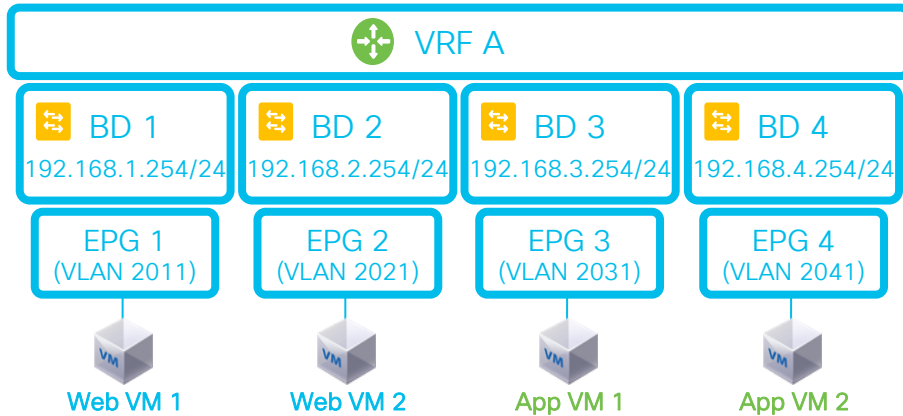 VRF A
BD 1
192.168.1.254/24
BD 2
192.168.2.254/24
BD 3
192.168.3.254/24
BD 4
192.168.4.254/24
EPG 1
(VLAN 2011)
EPG 2
(VLAN 2021)
EPG 3
(VLAN 2031)
EPG 4
(VLAN 2041)
VM
VM
VM
VM
Web VM 1
Web VM 2
App VM 1
App VM 2